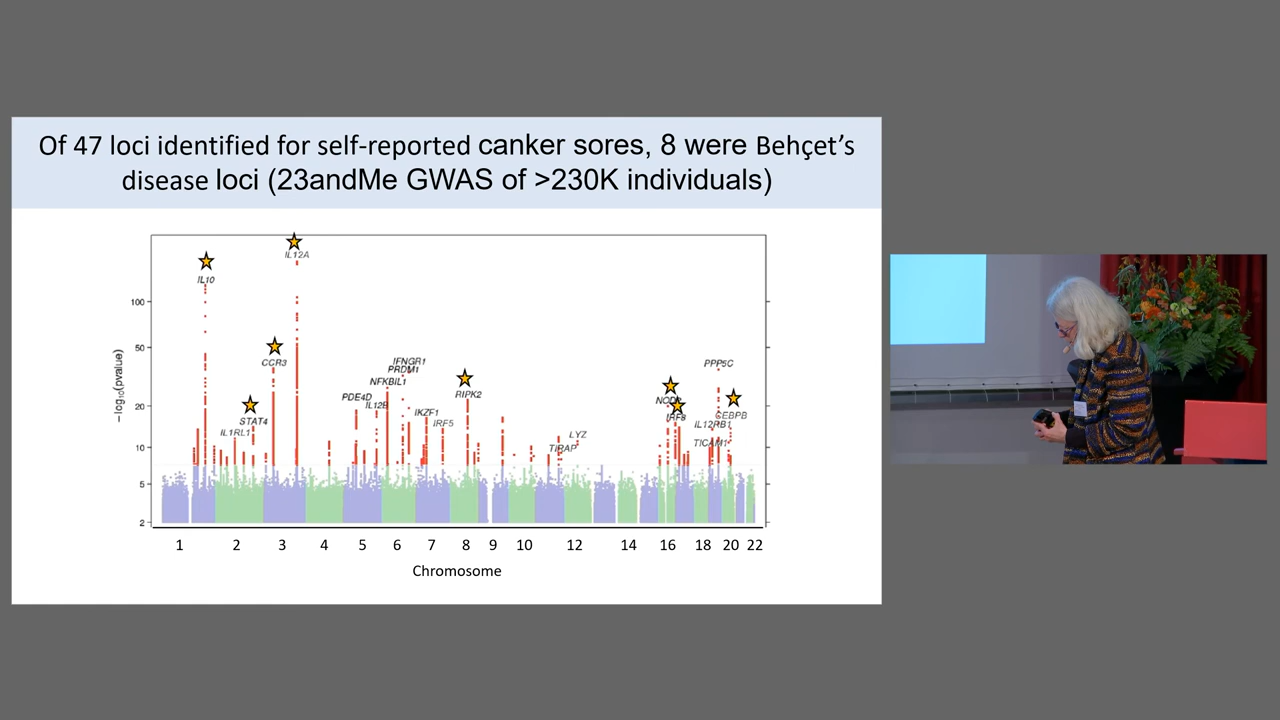 Of 47 loci identified for self-reported canker sores, 8 were Behçet's
disease loci (23andMe GWAS of >230K individuals)
IL12A
IL10
100
50
CCR3
IFNGR1
PRDM1
PPP5C
NFKBIL1
RIPK2
PDE4D
IL12B
20
STAT4
IKZF1
IRF5
IRF8
CEBPB
IL12RB1
IL1RL1
LYZ
TIRAP
TICAM1
10
5
2
−log₁₀(pvalue)
1 2 3 4 5 6 7 8 9 10 12 14 16 18 20 22
Chromosome